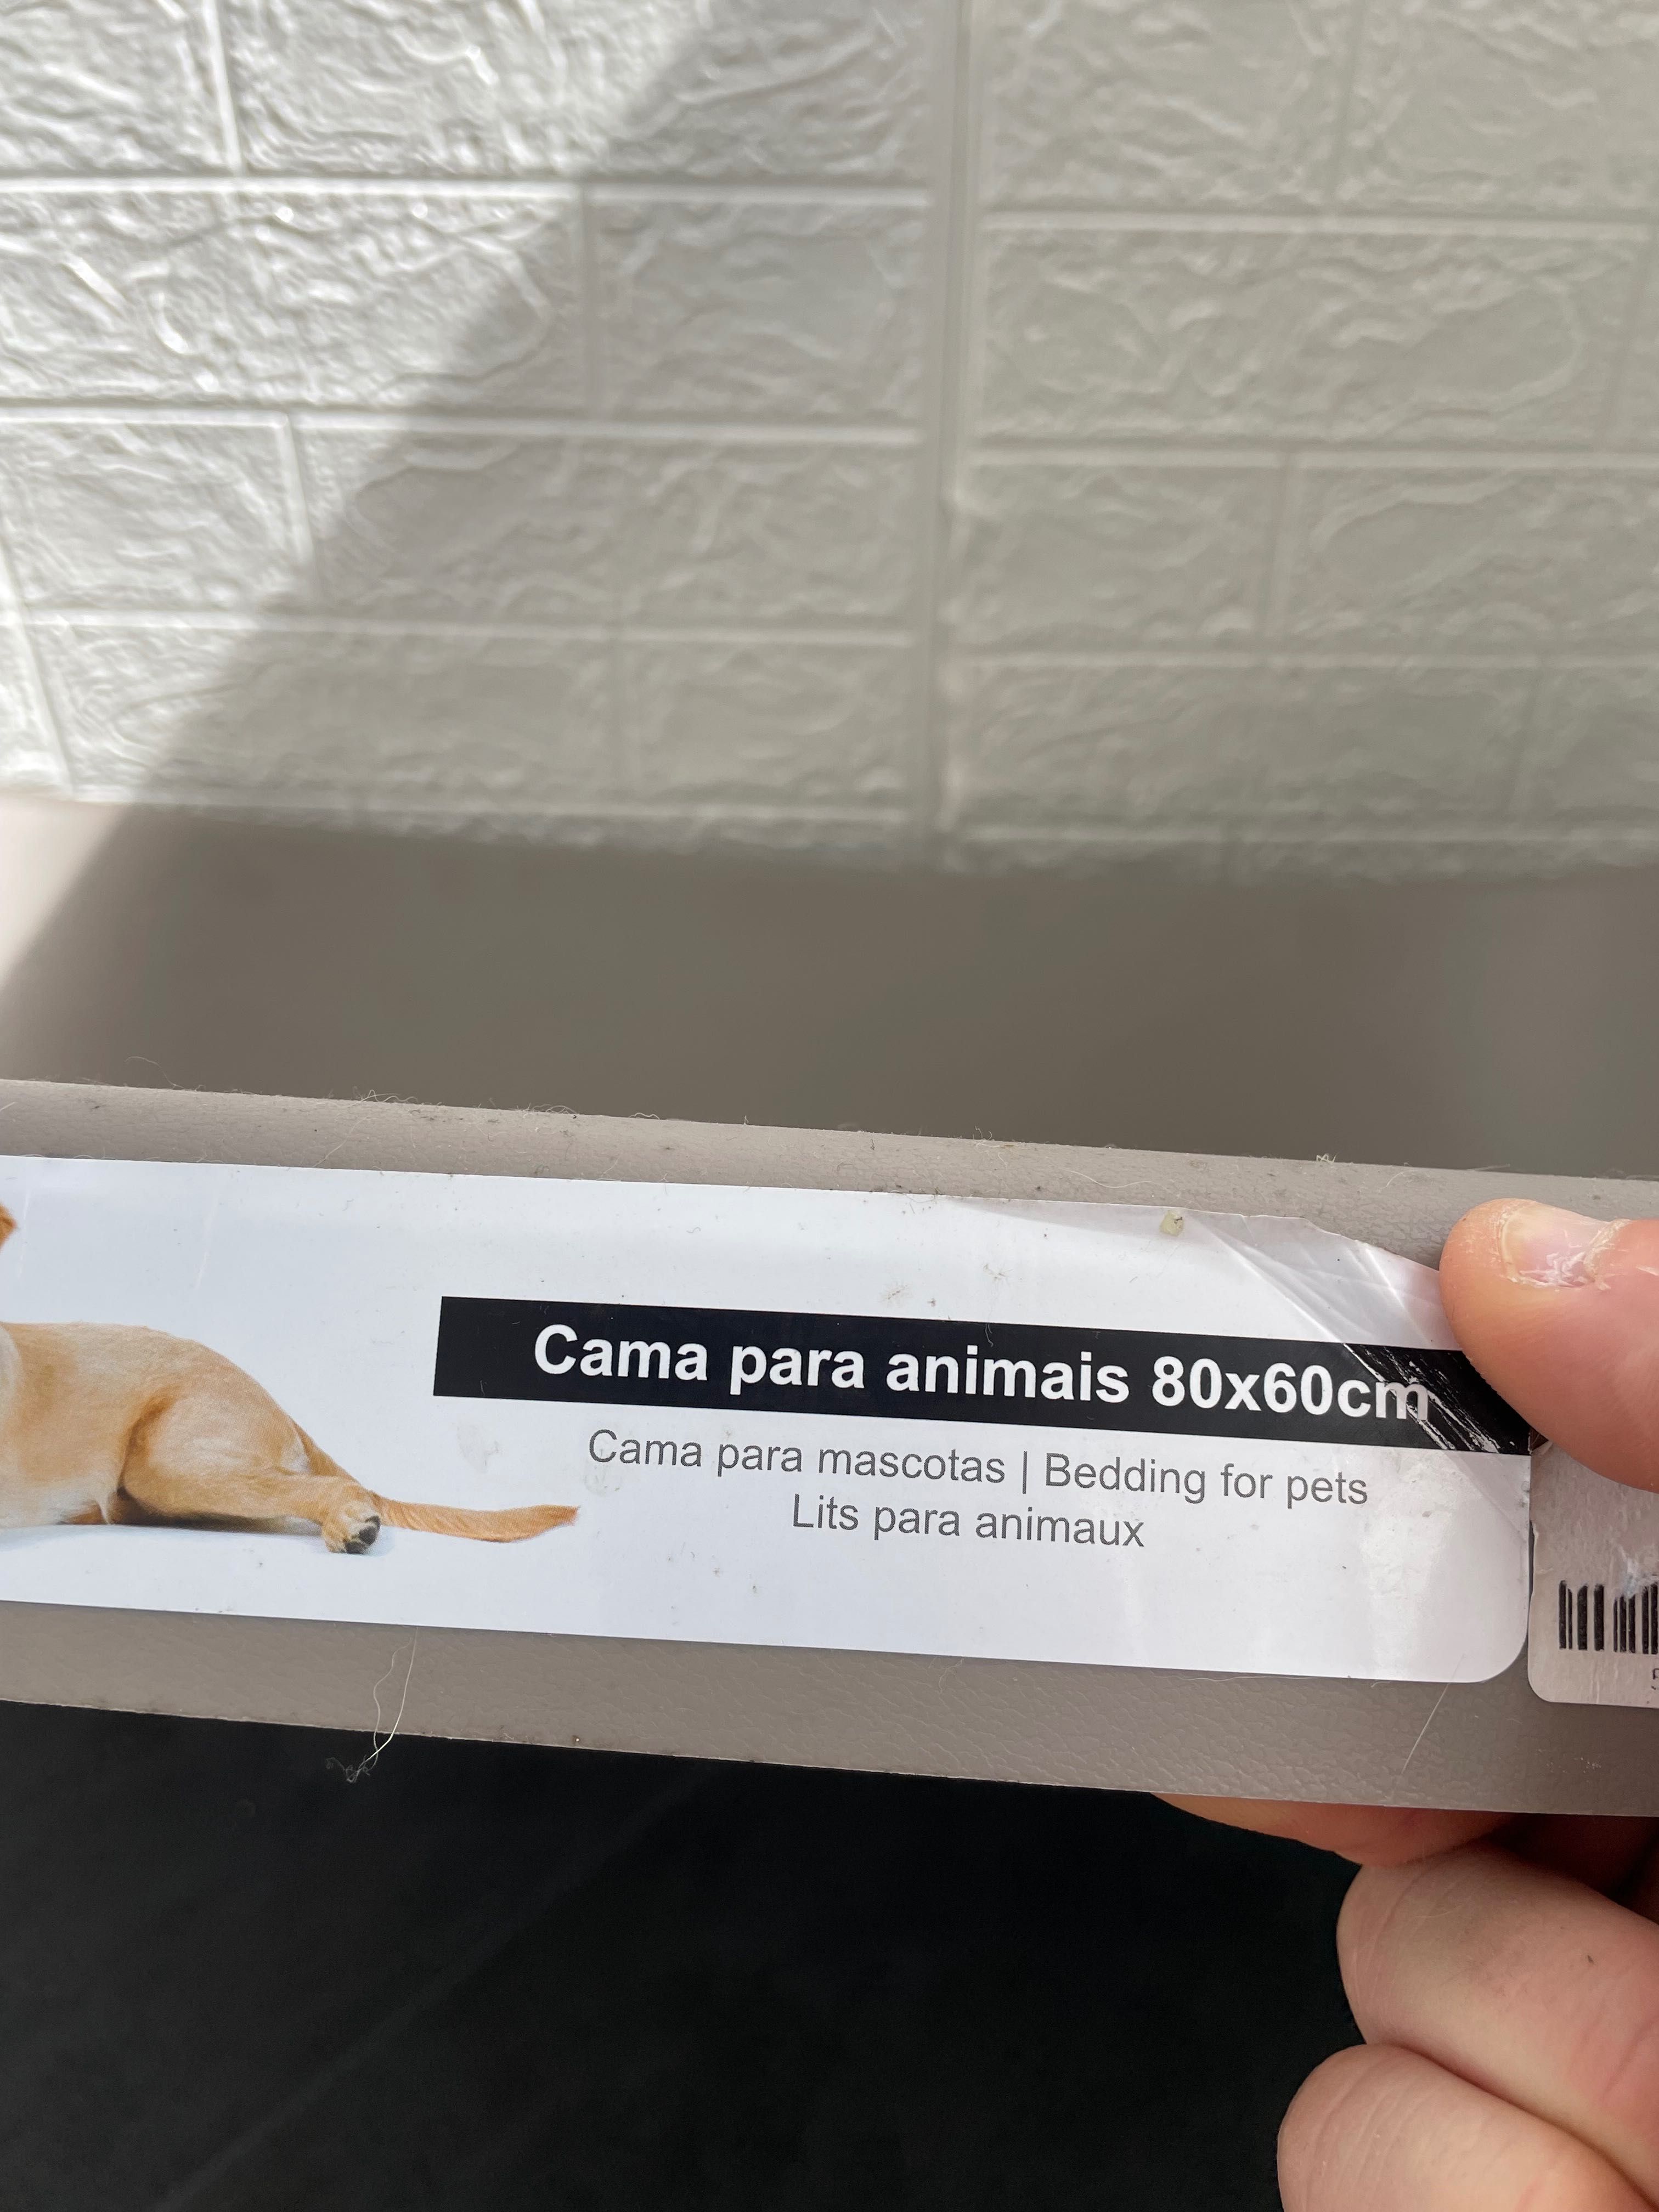 Cama para animais 80x60cm
Cama para mascotas | Bedding for pets
Lits para animaux